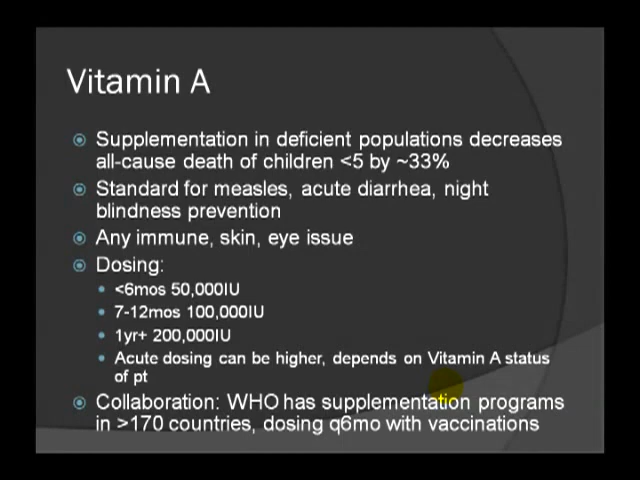 Vitamin A
Supplementation in deficient populations decreases
all-cause death of children <5 by ~33%
Standard for measles, acute diarrhea, night
blindness prevention
Any immune, skin, eye issue
Dosing:
<6mos 50,000IU
7-12mos 100,000IU
1yr+ 200,000IU
Acute dosing can be higher, depends on Vitamin A status
of pt
Collaboration: WHO has supplementation programs
in >170 countries, dosing q6mo with vaccinations